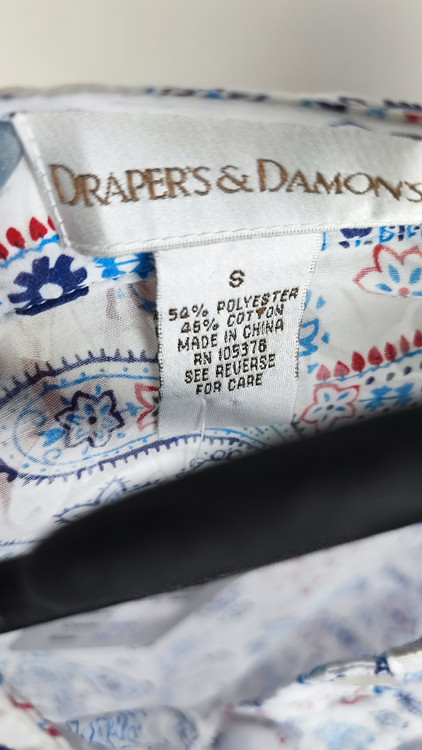 DRAPER'S & DAMON'S
S
54% POLYESTER
46% COTTON
MADE IN CHINA
RN 105378
SEE REVERSE
FOR CARE